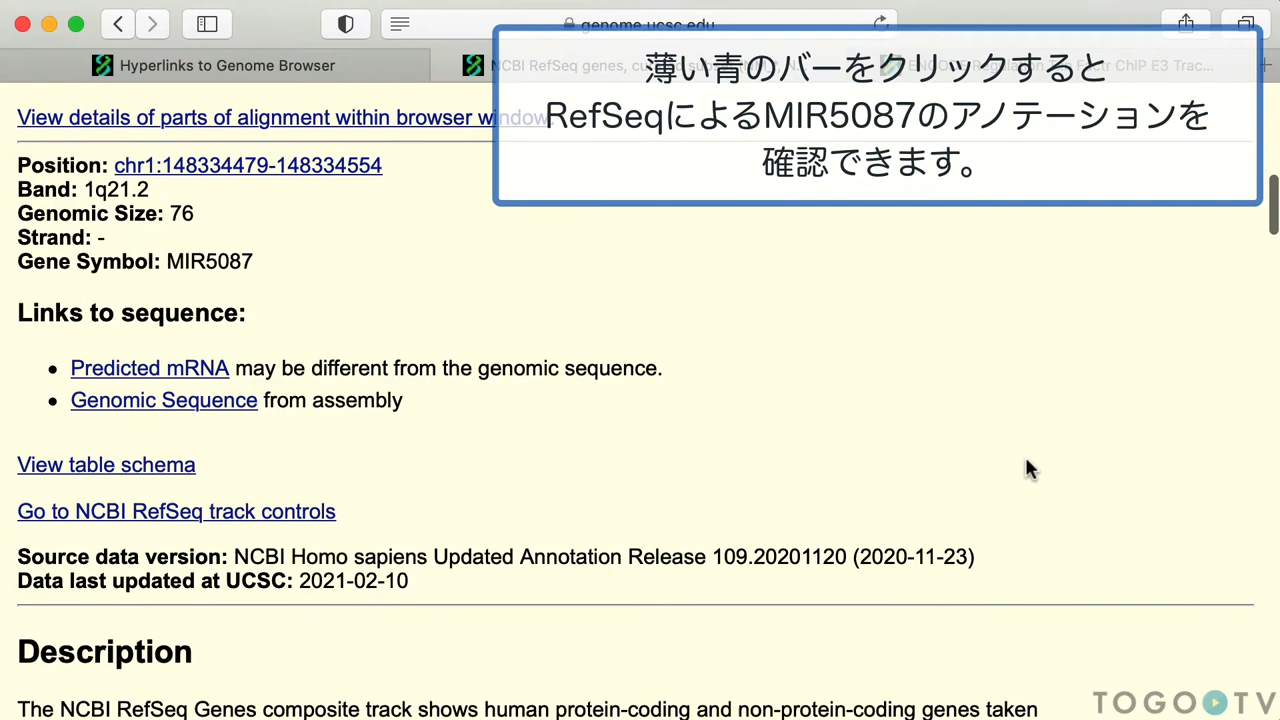 genome.ucsc.edu
Hyperlinks to Genome Browser
NCBI RefSeq genes, cu
ENCODE Regulation
ChIP E3 Trac...
薄い青のバーをクリックすると
RefSeqによるMIR5087のアノテーションを
確認できます。
View details of parts of alignment within browser window
Position: chr1:148334479-148334554
Band: 1q21.2
Genomic Size: 76
Strand: -
Gene Symbol: MIR5087
Links to sequence:
• Predicted mRNA may be different from the genomic sequence.
• Genomic Sequence from assembly
View table schema
Go to NCBI RefSeq track controls
Source data version: NCBI Homo sapiens Updated Annotation Release 109.20201120 (2020-11-23)
Data last updated at UCSC: 2021-02-10
Description
The NCBI RefSeq Genes composite track shows human protein-coding and non-protein-coding genes taken
TOGO TV